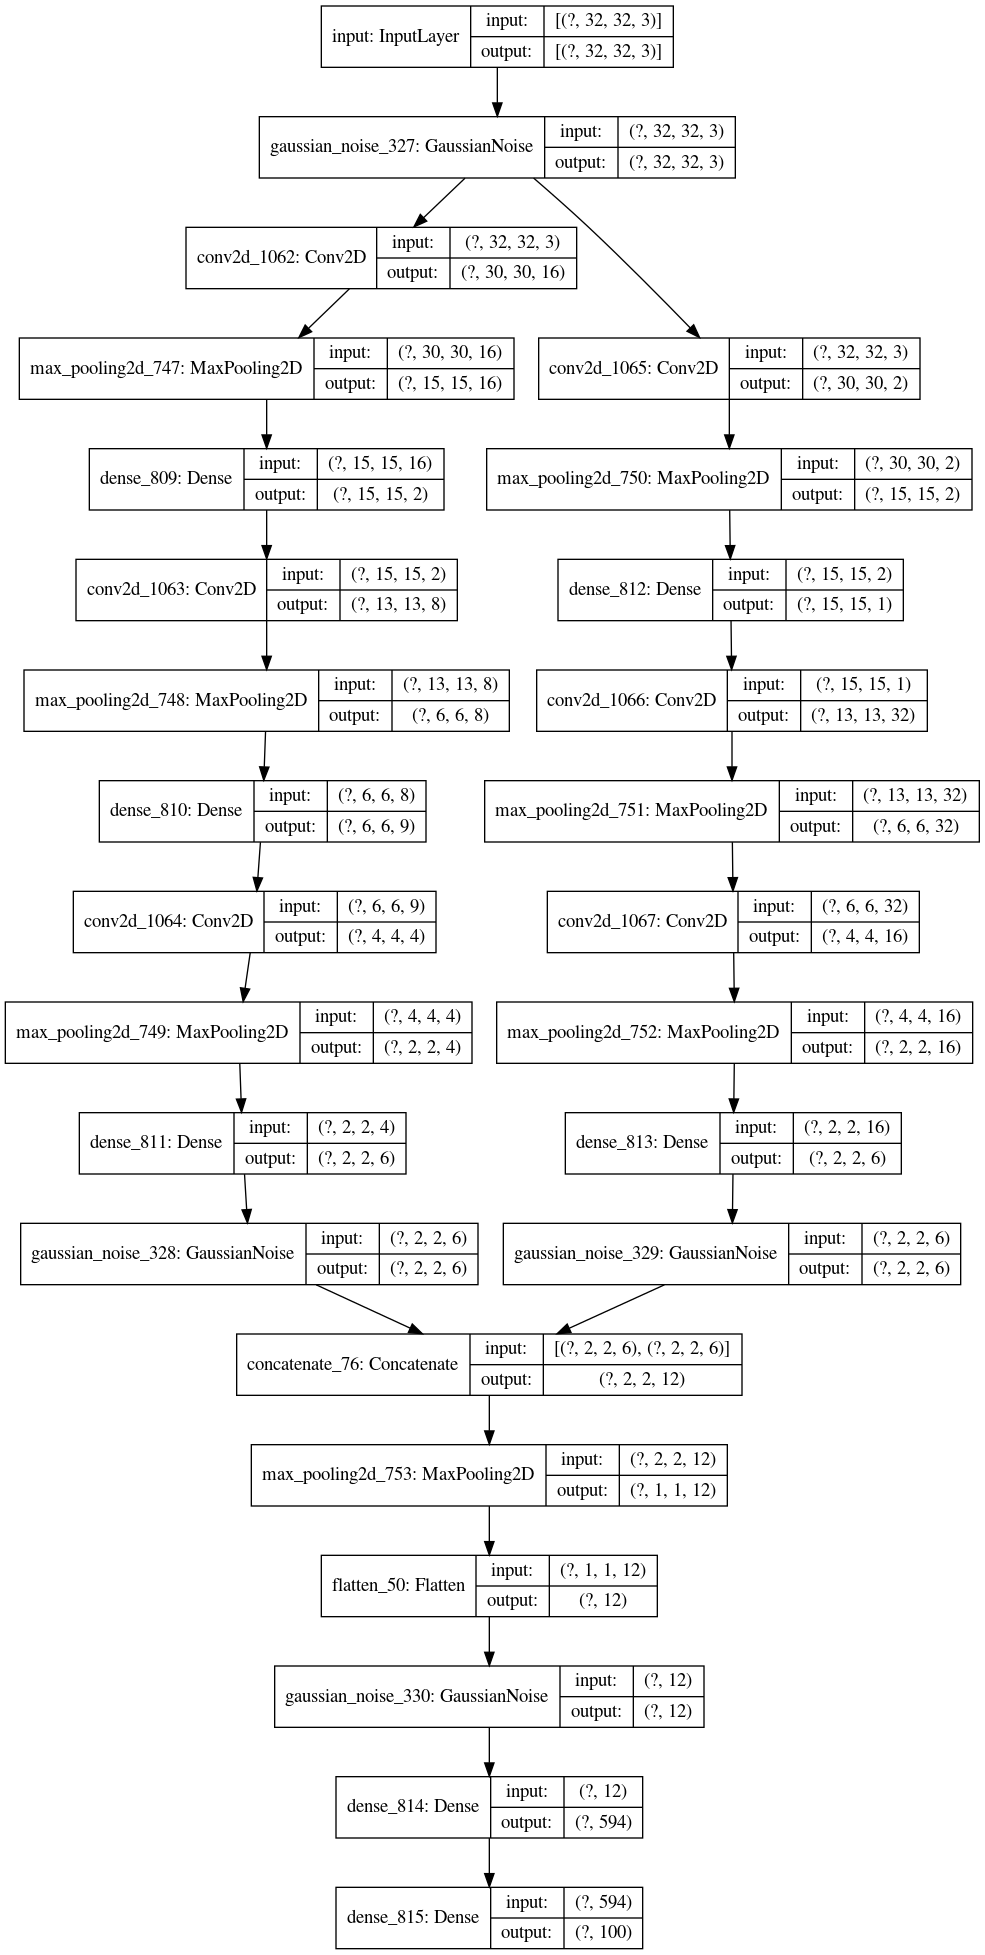 input: InputLayer
input: [(?, 32, 32, 3)]
output: [(?, 32, 32, 3)]
gaussian_noise_327: GaussianNoise
input: (?, 32, 32, 3)
output: (?, 32, 32, 3)
conv2d_1062: Conv2D
input: (?, 32, 32, 3)
output: (?, 30, 30, 16)
max_pooling2d_747: MaxPooling2D
input: (?, 30, 30, 16)
output: (?, 15, 15, 16)
conv2d_1065: Conv2D
input: (?, 32, 32, 3)
output: (?, 30, 30, 2)
dense_809: Dense
input: (?, 15, 15, 16)
output: (?, 15, 15, 2)
max_pooling2d_750: MaxPooling2D
input: (?, 30, 30, 2)
output: (?, 15, 15, 2)
conv2d_1063: Conv2D
input: (?, 15, 15, 2)
output: (?, 13, 13, 8)
dense_812: Dense
input: (?, 15, 15, 2)
output: (?, 15, 15, 1)
max_pooling2d_748: MaxPooling2D
input: (?, 13, 13, 8)
output: (?, 6, 6, 8)
conv2d_1066: Conv2D
input: (?, 15, 15, 1)
output: (?, 13, 13, 32)
dense_810: Dense
input: (?, 6, 6, 8)
output: (?, 6, 6, 9)
max_pooling2d_751: MaxPooling2D
input: (?, 13, 13, 32)
output: (?, 6, 6, 32)
conv2d_1064: Conv2D
input: (?, 6, 6, 9)
output: (?, 4, 4, 4)
conv2d_1067: Conv2D
input: (?, 6, 6, 32)
output: (?, 4, 4, 16)
max_pooling2d_749: MaxPooling2D
input: (?, 4, 4, 4)
output: (?, 2, 2, 4)
max_pooling2d_752: MaxPooling2D
input: (?, 4, 4, 16)
output: (?, 2, 2, 16)
dense_811: Dense
input: (?, 2, 2, 4)
output: (?, 2, 2, 6)
dense_813: Dense
input: (?, 2, 2, 16)
output: (?, 2, 2, 6)
gaussian_noise_328: GaussianNoise
input: (?, 2, 2, 6)
output: (?, 2, 2, 6)
gaussian_noise_329: GaussianNoise
input: (?, 2, 2, 6)
output: (?, 2, 2, 6)
concatenate_76: Concatenate
input: [(?, 2, 2, 6), (?, 2, 2, 6)]
output: (?, 2, 2, 12)
max_pooling2d_753: MaxPooling2D
input: (?, 2, 2, 12)
output: (?, 1, 1, 12)
flatten_50: Flatten
input: (?, 1, 1, 12)
output: (?, 12)
gaussian_noise_330: GaussianNoise
input: (?, 12)
output: (?, 12)
dense_814: Dense
input: (?, 12)
output: (?, 594)
dense_815: Dense
input: (?, 594)
output: (?, 100)